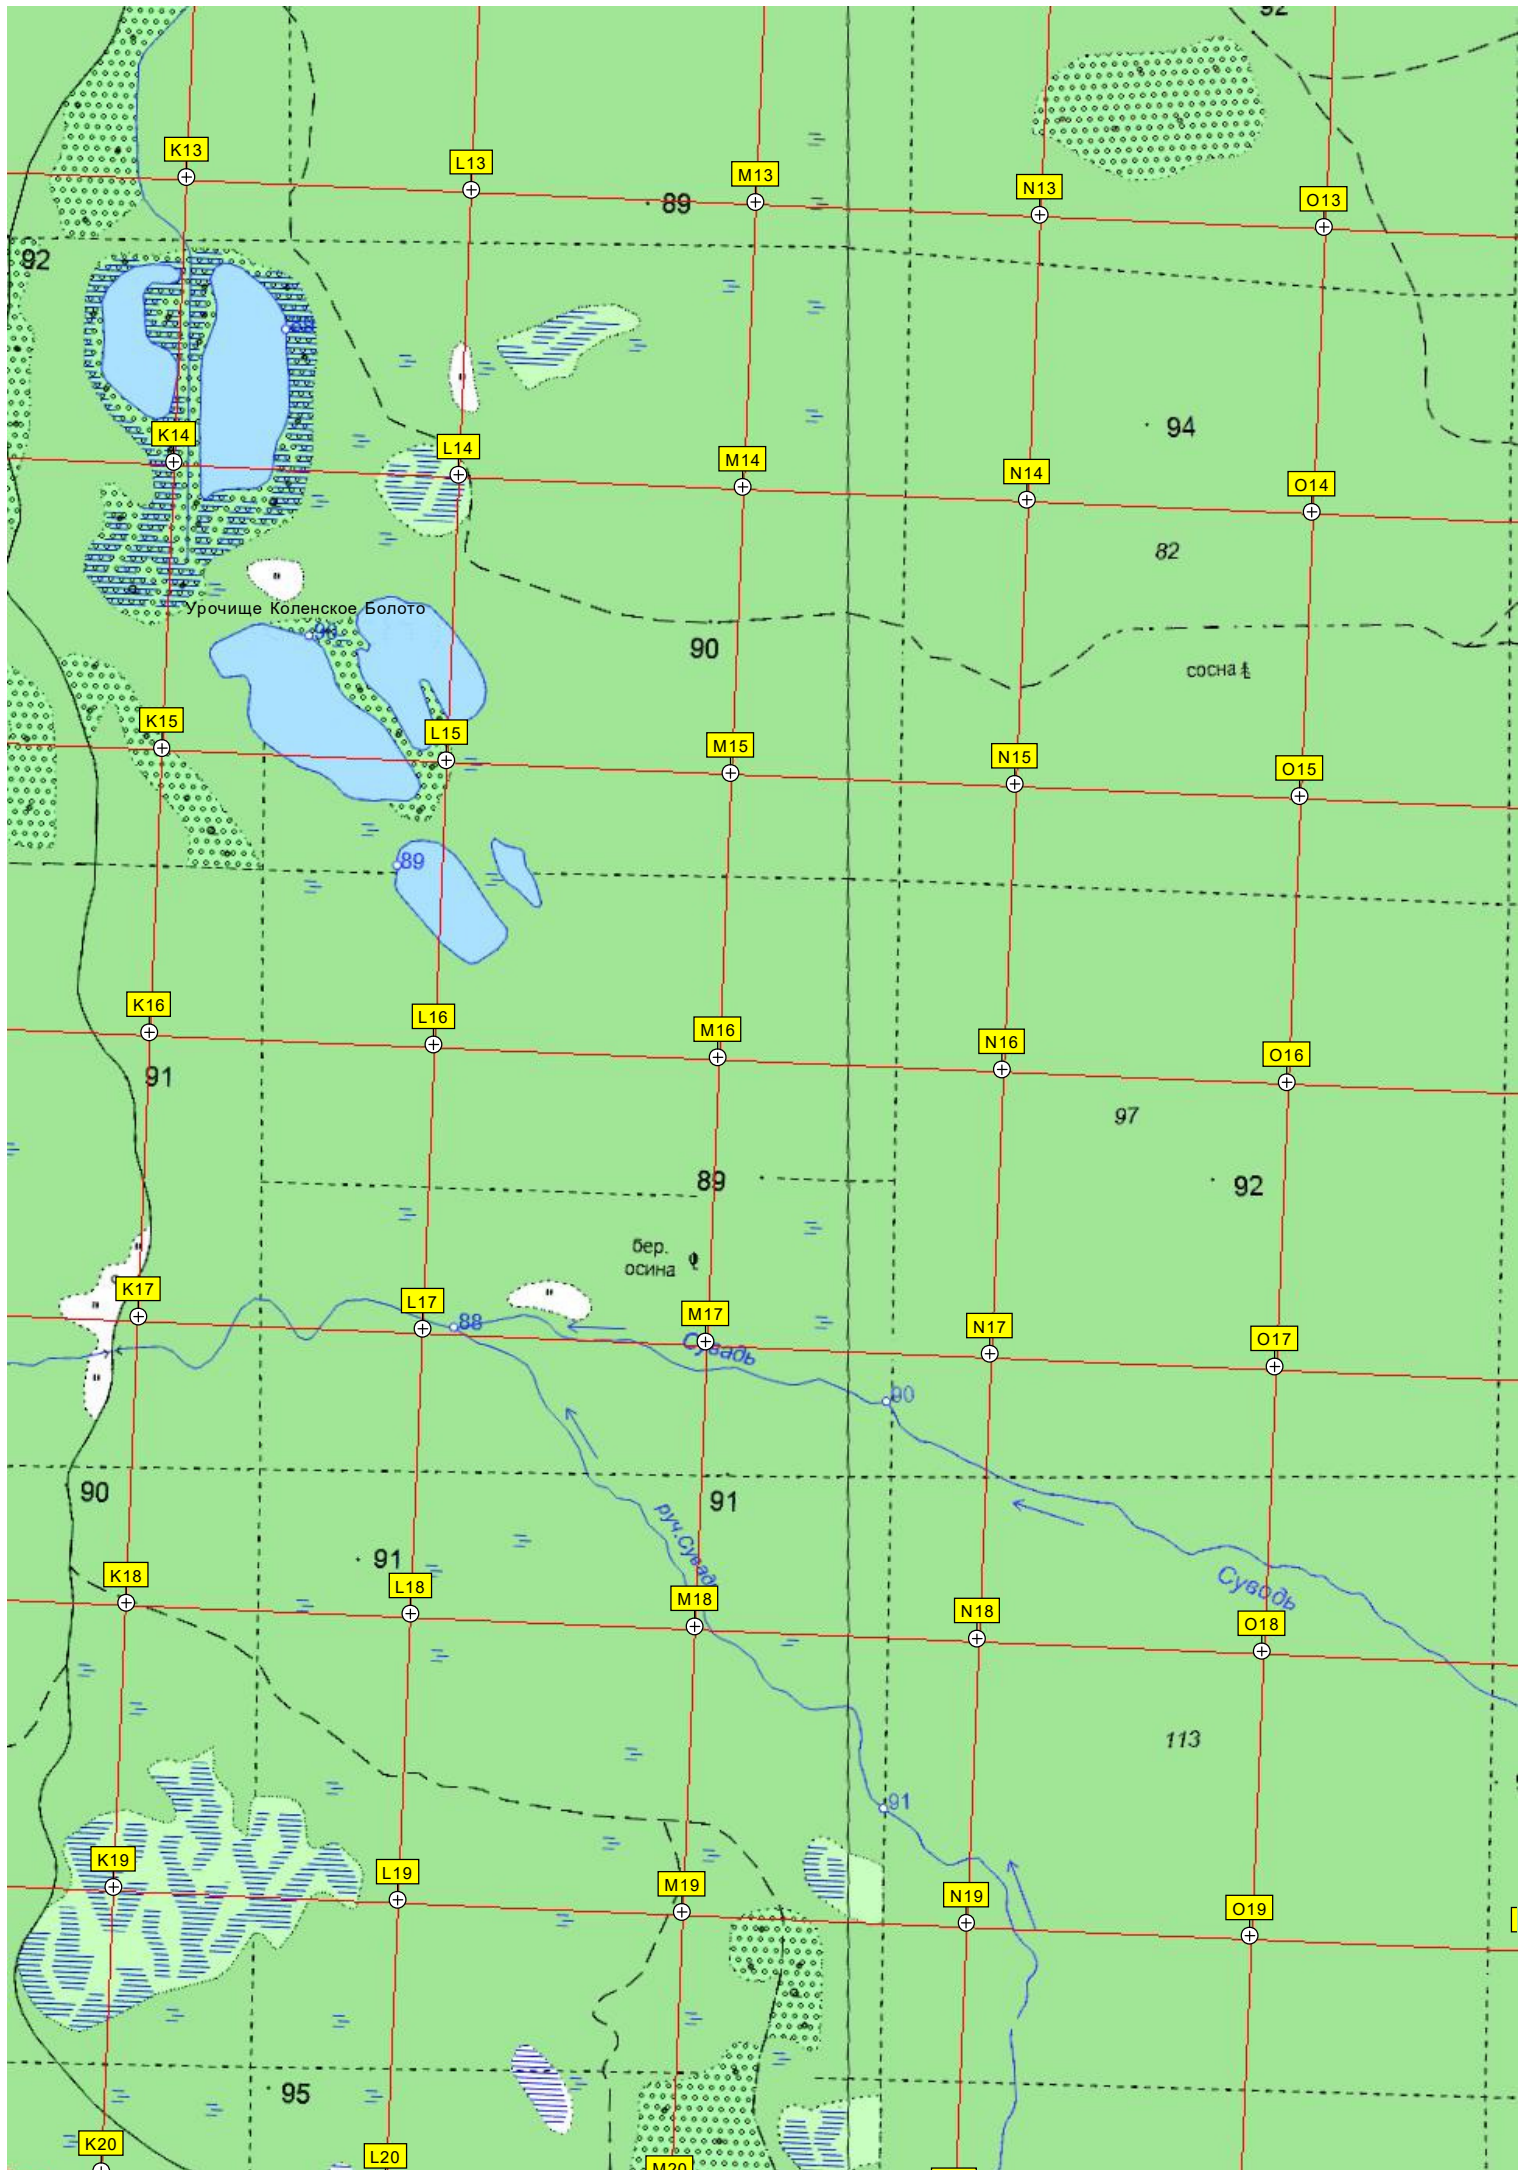 92
K13
L13
M13
N13
O13
89
92
94
K14
L14
M14
N14
O14
82
Урочище Коленское Болото
90
90
сосна
K15
L15
M15
N15
O15
89
K16
L16
M16
N16
O16
91
97
89
92
бер.
осина
K17
L17
M17
N17
O17
88
Сувадь
90
90
91
руч.Сувадь
91
Суводь
K18
L18
M18
N18
O18
113
91
K19
L19
M19
N19
O19
95
K20
L20
M20